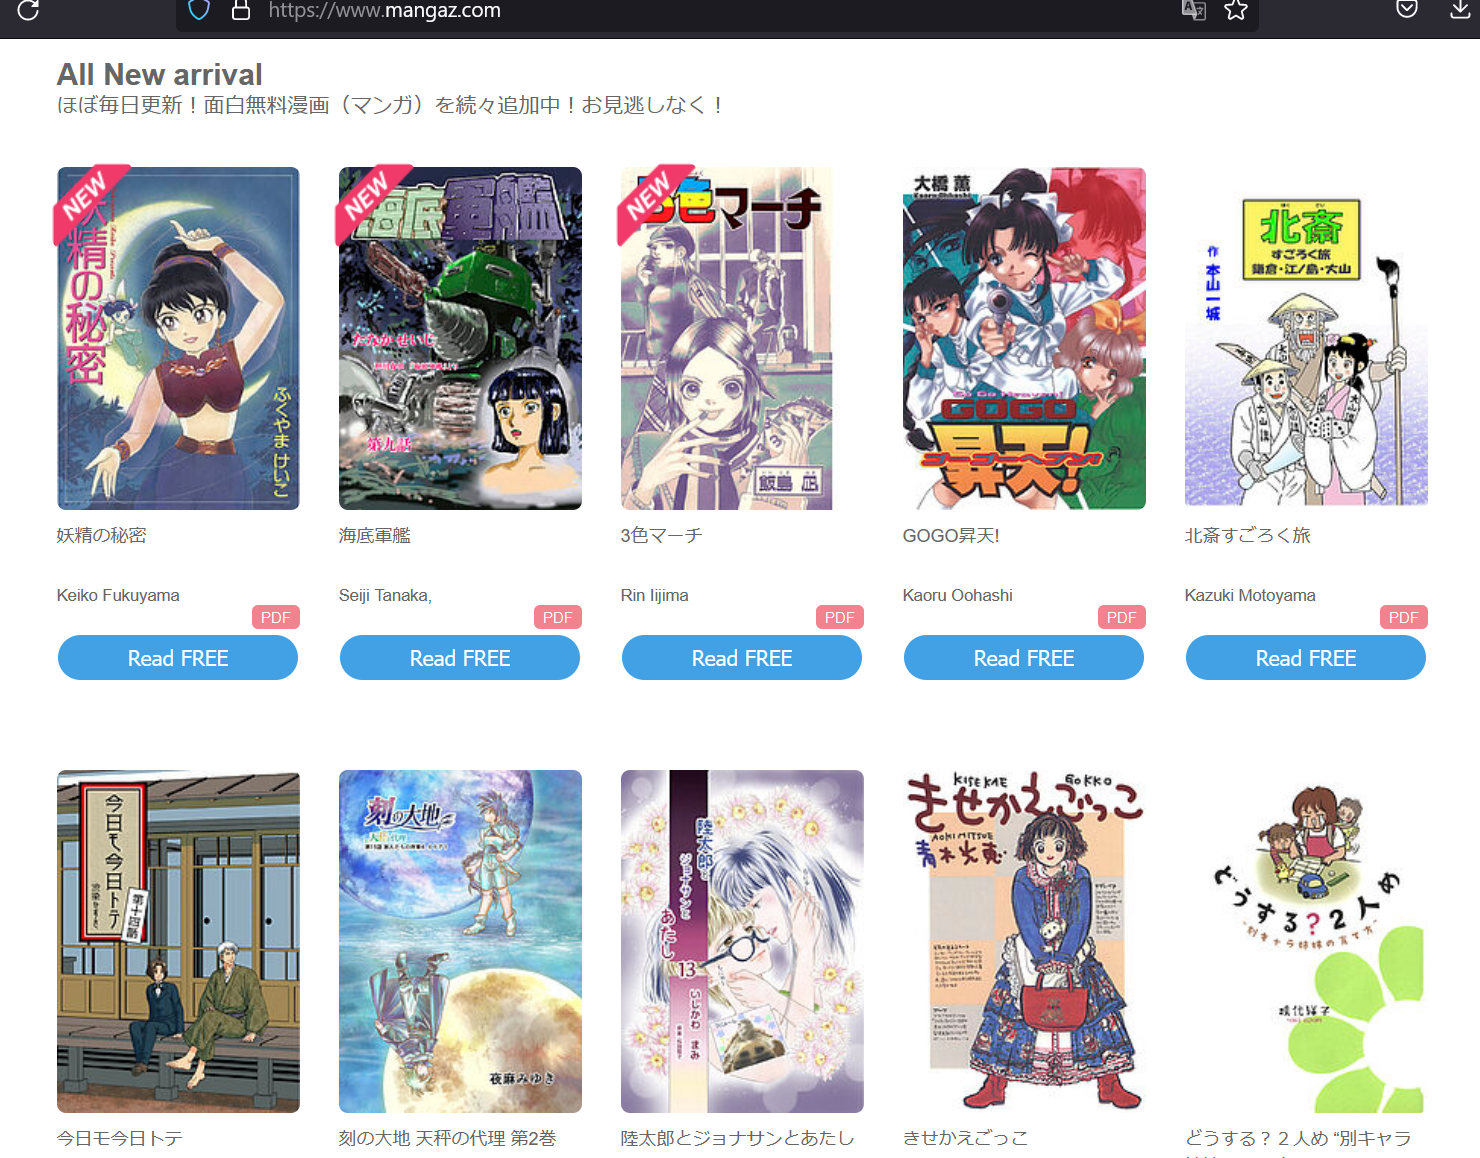 https://www.mangaz.com
All New arrival
ほぼ毎日更新！面白無料漫画（マンガ）を続々追加中！お見逃しなく！
NEW
精の秘密
ふくやまけいこ
NEW
海底軍艦
たなかせいじ
第九話
NEW
色マーチ
飯島 凪
大橋 薫
Kaoru Ohhashi
Go Go Heaven!
GOGO
昇天!
ゴーゴーヘブン!
北斎
すごろく旅
鎌倉・江ノ島・大山
作 本山一城
妖精の秘密
海底軍艦
3色マーチ
GOGO昇天!
北斎すごろく旅
Keiko Fukuyama
Seiji Tanaka,
Rin Iijima
Kaoru Oohashi
Kazuki Motoyama
PDF
PDF
PDF
PDF
PDF
Read FREE
Read FREE
Read FREE
Read FREE
Read FREE
今日モ今日トテ
第十四話
刻の大地
夜麻みゆき
陸太郎と
ジョナサンと
あたし
13
いしかわ まみ
KISEKAE GOKKO
きせかえごっこ
AOKI MITSUE
青木光恵
どうする？２人め
-別キャラ姉妹の育て方-
今日モ今日トテ
刻の大地 天秤の代理 第2巻
陸太郎とジョナサンとあたし
きせかえごっこ
どうする？２人め “別キャラ